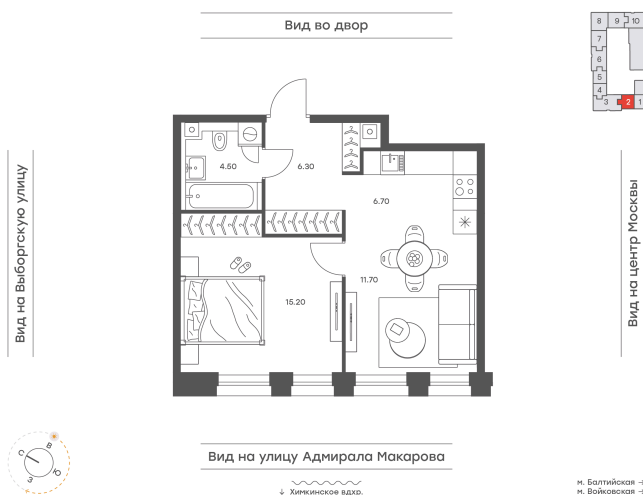 Вид во двор
8 9 10
7
6
5
4
3 2 1
4.50
6.30
6.70
11.70
15.20
Вид на Выборгскую улицу
Вид на центр Москвы
Вид на улицу Адмирала Макарова
С В Ю З
↓ Химкинское вдхр.
м. Балтийская
м. Войковская